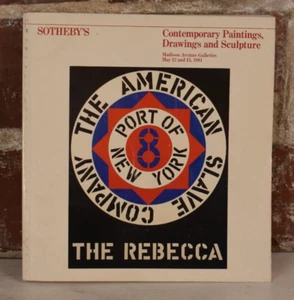 SOTHEBY'S
Contemporary Paintings,
Drawings and Sculpture
Madison Avenue Galleries
May 12 and 13, 1981
THE AMERICAN SLAVE COMPANY
PORT OF
8
NEW YORK
THE REBECCA